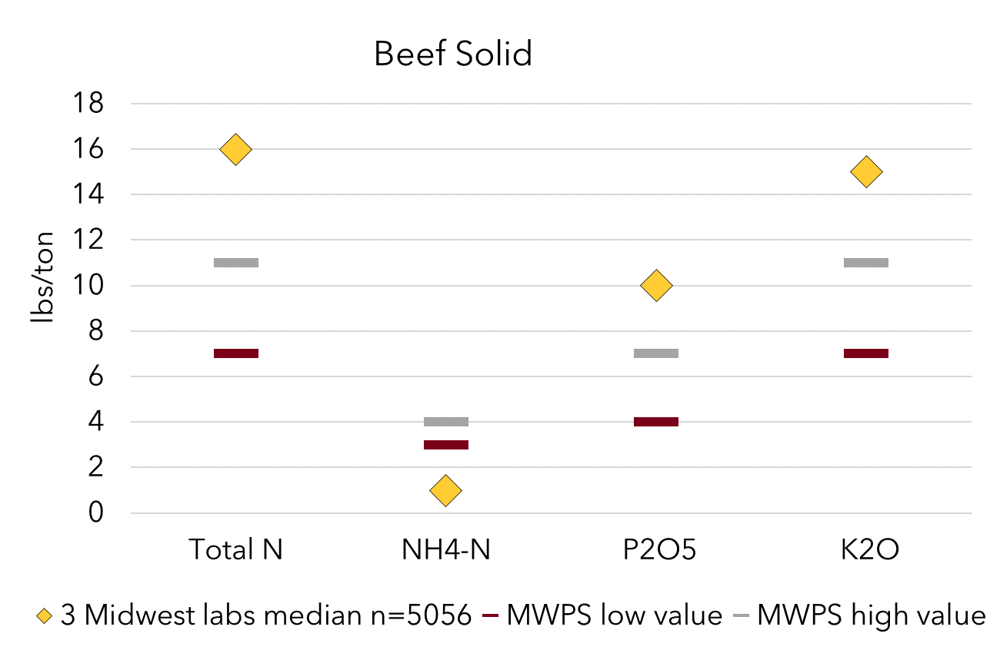 Beef Solid
18
16
14
12
10
8
6
4
2
0
lbs/ton
Total N NH4-N P2O5 K2O
3 Midwest labs median n=5056 MWPS low value MWPS high value